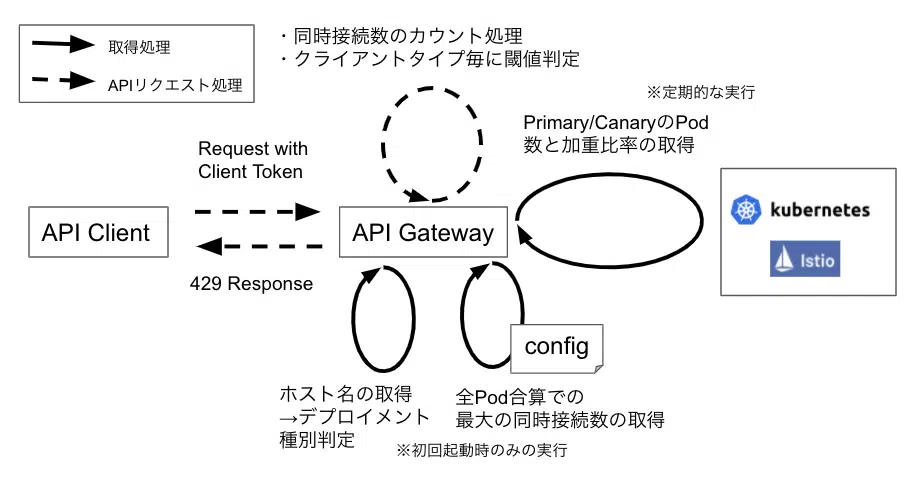 取得処理
APIリクエスト処理
・同時接続数のカウント処理
・クライアントタイプ毎に閾値判定
※定期的な実行
Primary/CanaryのPod
数と加重比率の取得
Request with
Client Token
API Client
API Gateway
kubernetes
Istio
429 Response
config
ホスト名の取得
→デプロイメント
種別判定
全Pod合算での
最大の同時接続数の取得
※初回起動時のみの実行